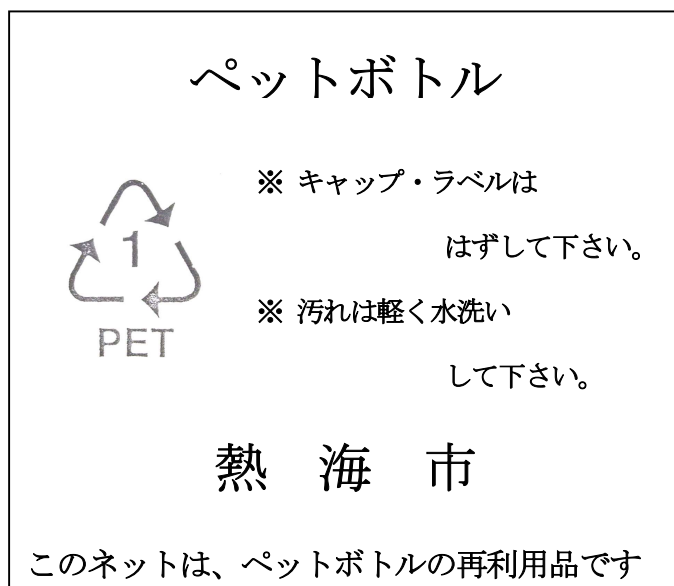 ペットボトル
※ キャップ・ラベルは
はずして下さい。
1
PET
※ 汚れは軽く水洗い
して下さい。
熱 海 市
このネットは、ペットボトルの再利用品です